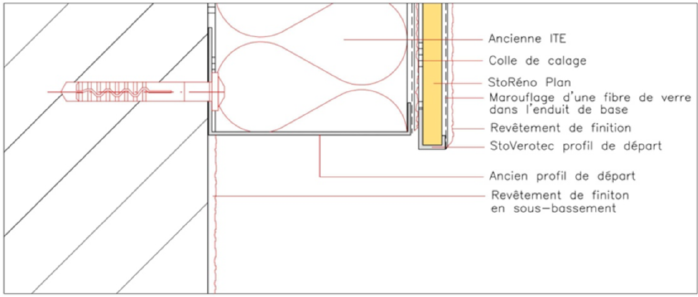 Ancienne ITE
Colle de calage
StoRéno Plan
Marouflage d'une fibre de verre
dans l'enduit de base
Revêtement de finition
StoVerotec profil de départ
Ancien profil de départ
Revêtement de finiton
en sous-bassement